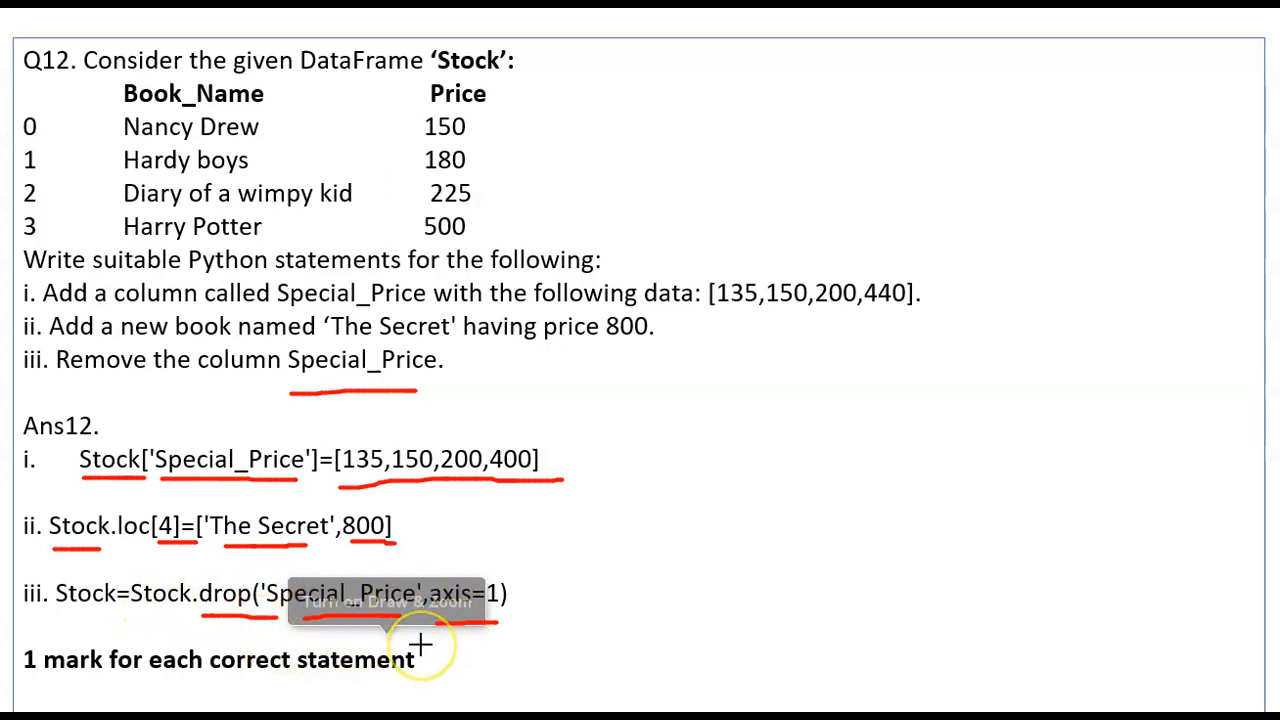 Q12. Consider the given DataFrame ‘Stock’:
Book_Name Price
0 Nancy Drew 150
1 Hardy boys 180
2 Diary of a wimpy kid 225
3 Harry Potter 500
Write suitable Python statements for the following:
i. Add a column called Special_Price with the following data: [135,150,200,440].
ii. Add a new book named ‘The Secret' having price 800.
iii. Remove the column Special_Price.
Ans12.
i. Stock['Special_Price']=[135,150,200,400]
ii. Stock.loc[4]=['The Secret',800]
iii. Stock=Stock.drop('Special_Price',axis=1)
Turn on Draw & Zoom
1 mark for each correct statement